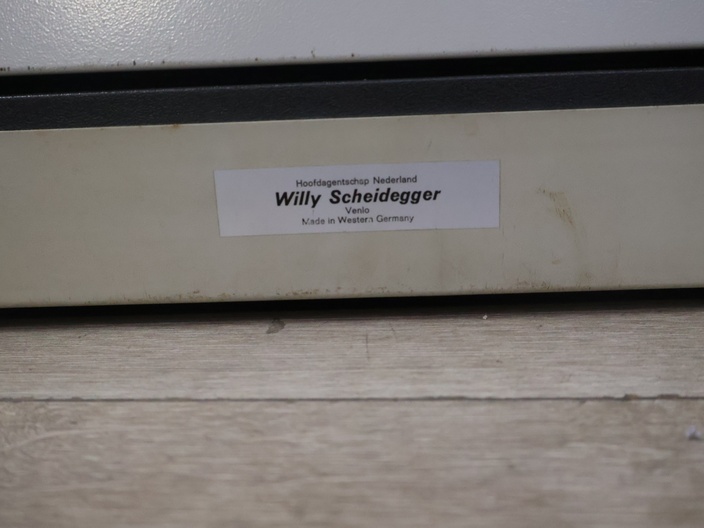 Hoofdagentschap Nederland
Willy Scheidegger
Venlo
Made in Western Germany